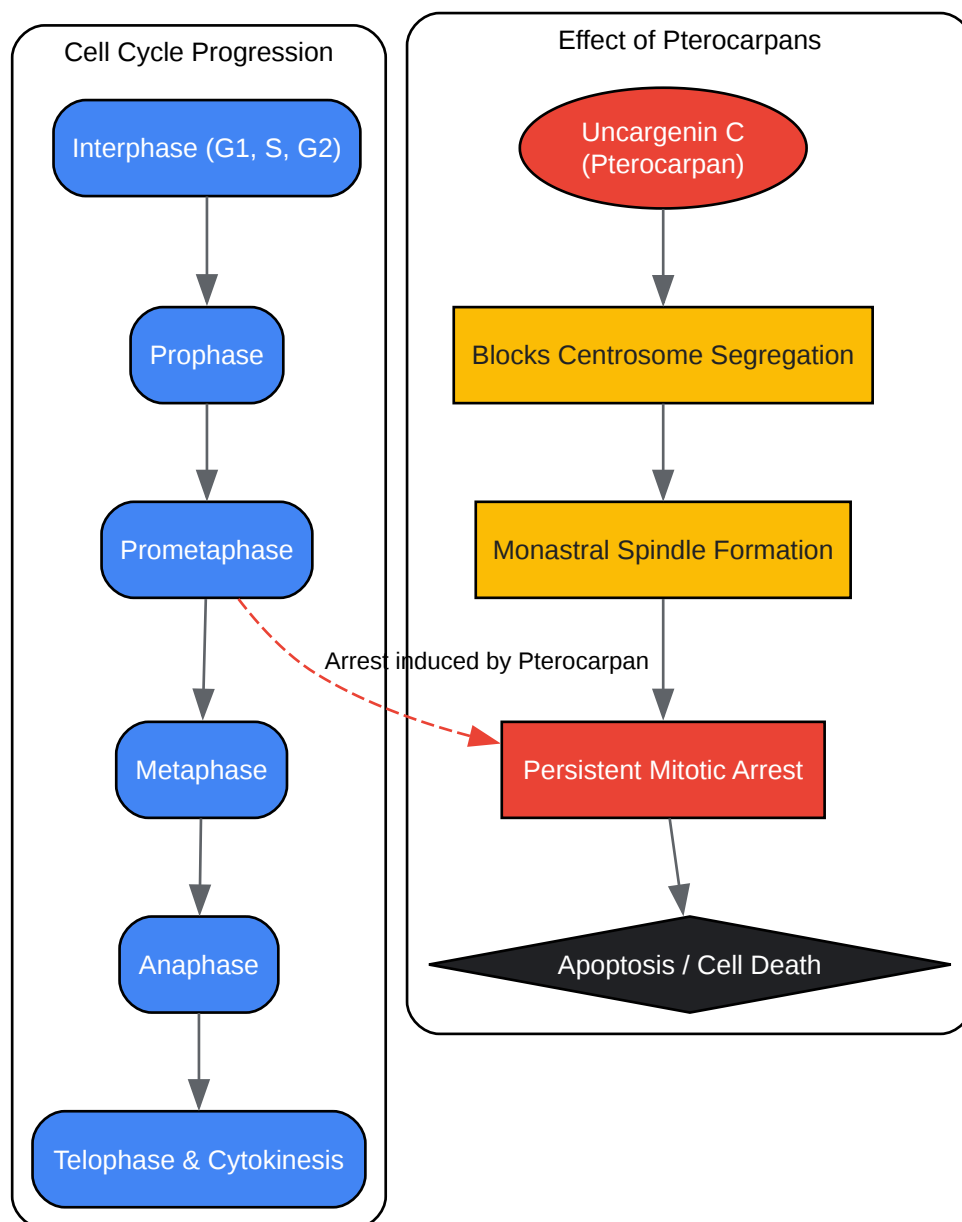 Cell Cycle Progression
Interphase (G1, S, G2)
Prophase
Prometaphase
Metaphase
Anaphase
Telophase & Cytokinesis
Effect of Pterocarpans
Uncargenin C
(Pterocarpan)
Blocks Centrosome Segregation
Monastral Spindle Formation
Arrest induced by Pterocarpan
Persistent Mitotic Arrest
Apoptosis / Cell Death